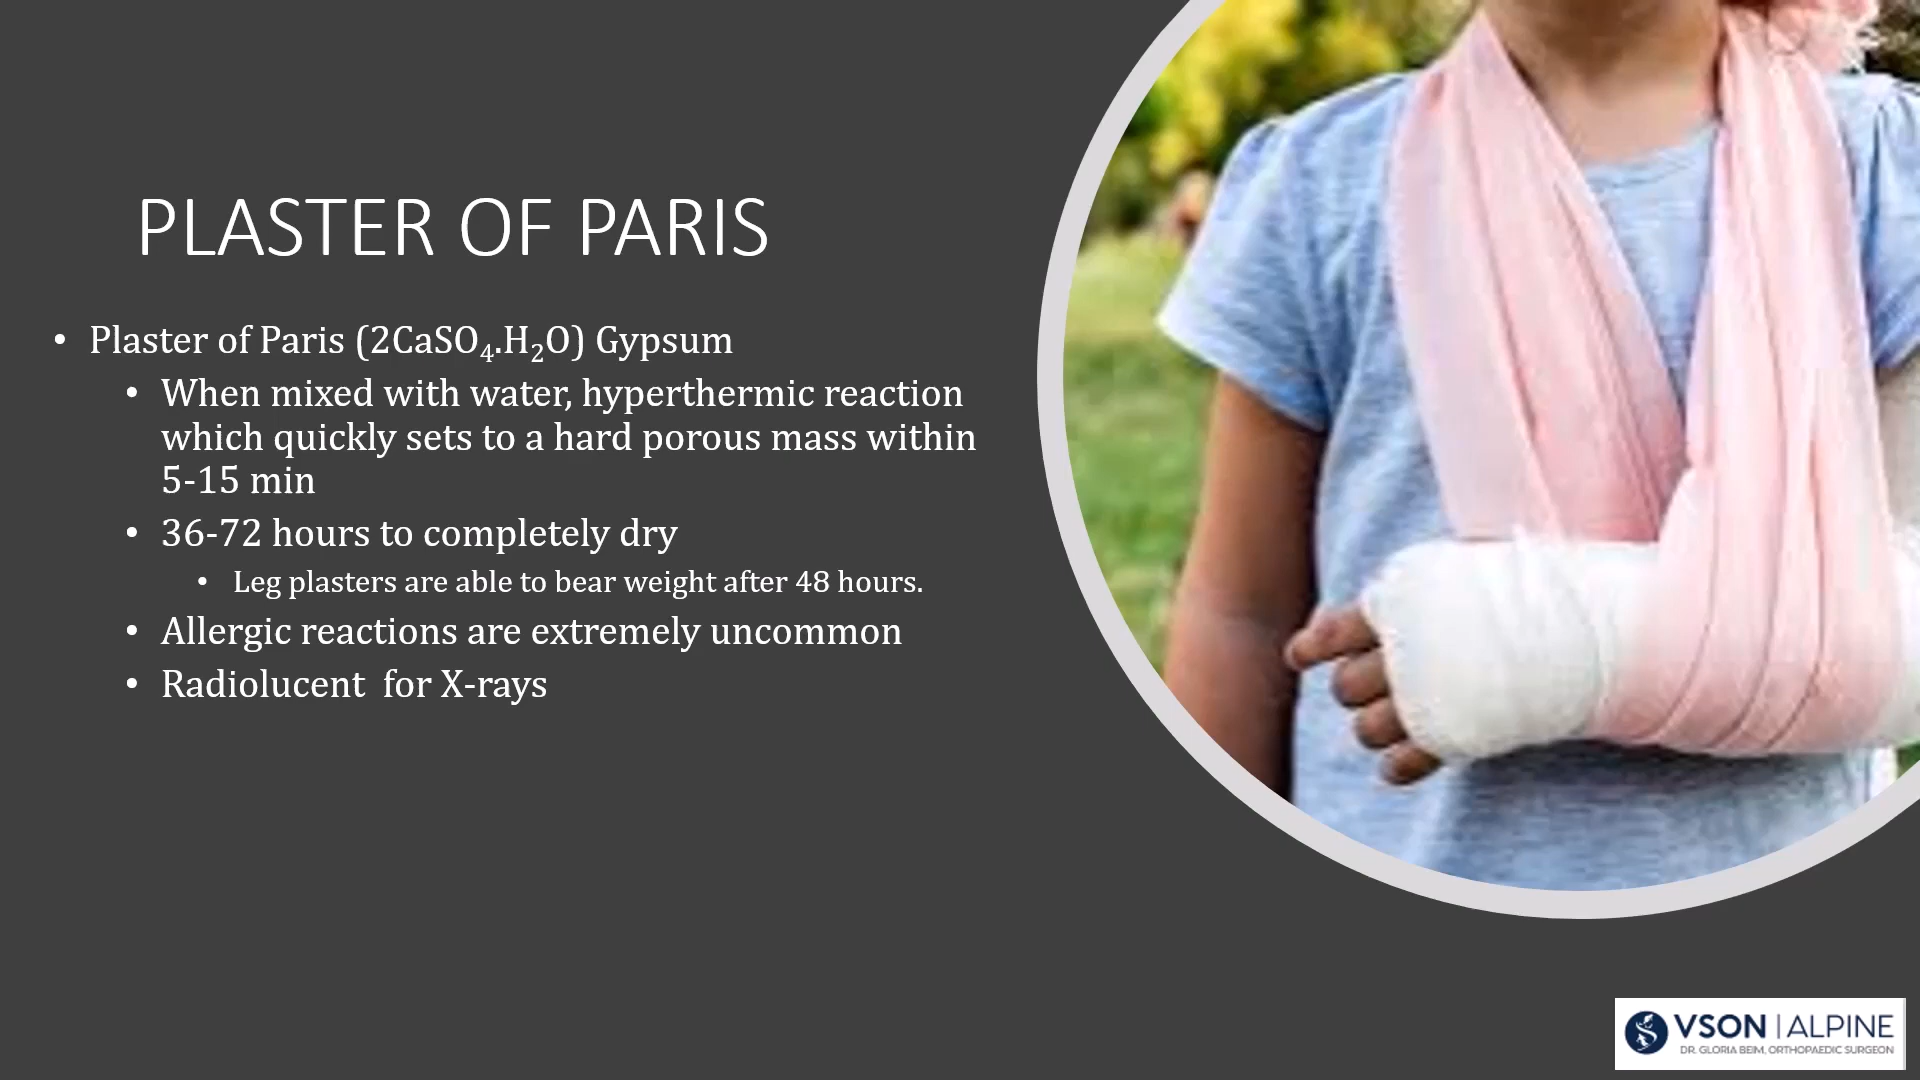 PLASTER OF PARIS
• Plaster of Paris (2CaSO₄.H₂O) Gypsum
• When mixed with water, hyperthermic reaction
which quickly sets to a hard porous mass within
5-15 min
• 36-72 hours to completely dry
• Leg plasters are able to bear weight after 48 hours.
• Allergic reactions are extremely uncommon
• Radiolucent  for X-rays
VSON | ALPINE
DR. GLORIA BEIM, ORTHOPAEDIC SURGEON